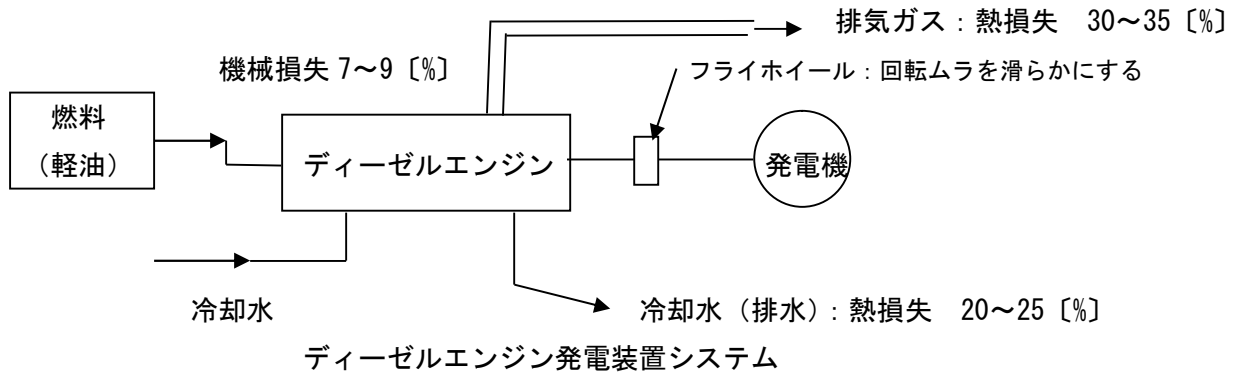 排気ガス：熱損失　30～35〔%〕
機械損失 7～9〔%〕
フライホイール：回転ムラを滑らかにする
燃料
（軽油）
ディーゼルエンジン
発電機
冷却水
冷却水（排水）：熱損失　20～25〔%〕
ディーゼルエンジン発電装置システム